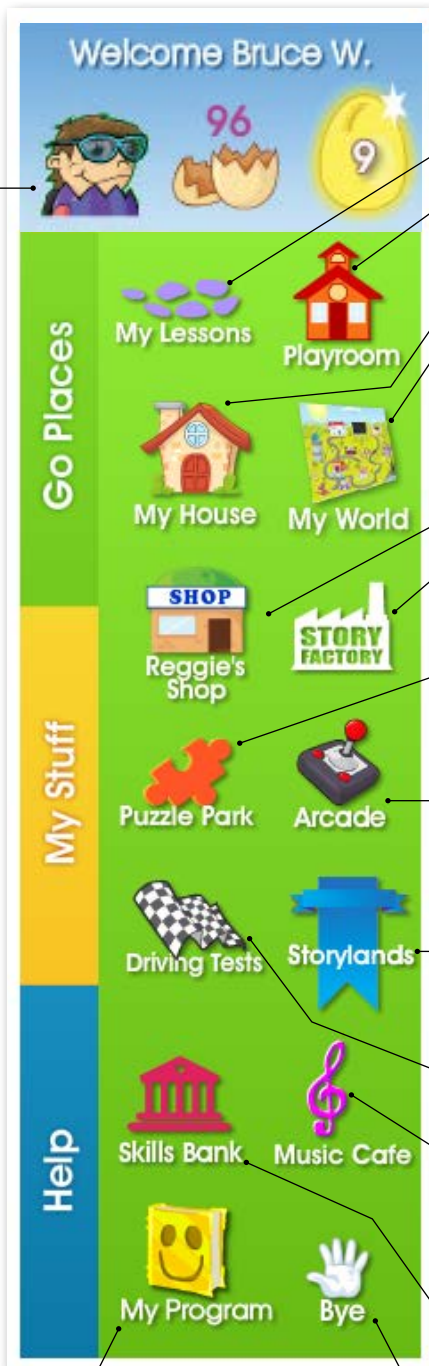 Welcome Bruce W.
96
9
Go Places
My Lessons
Playroom
My House
My World
SHOP
Reggie's
Shop
STORY
FACTORY
My Stuff
Puzzle Park
Arcade
Driving Tests
Storylands
Help
Skills Bank
Music Cafe
My Program
Bye